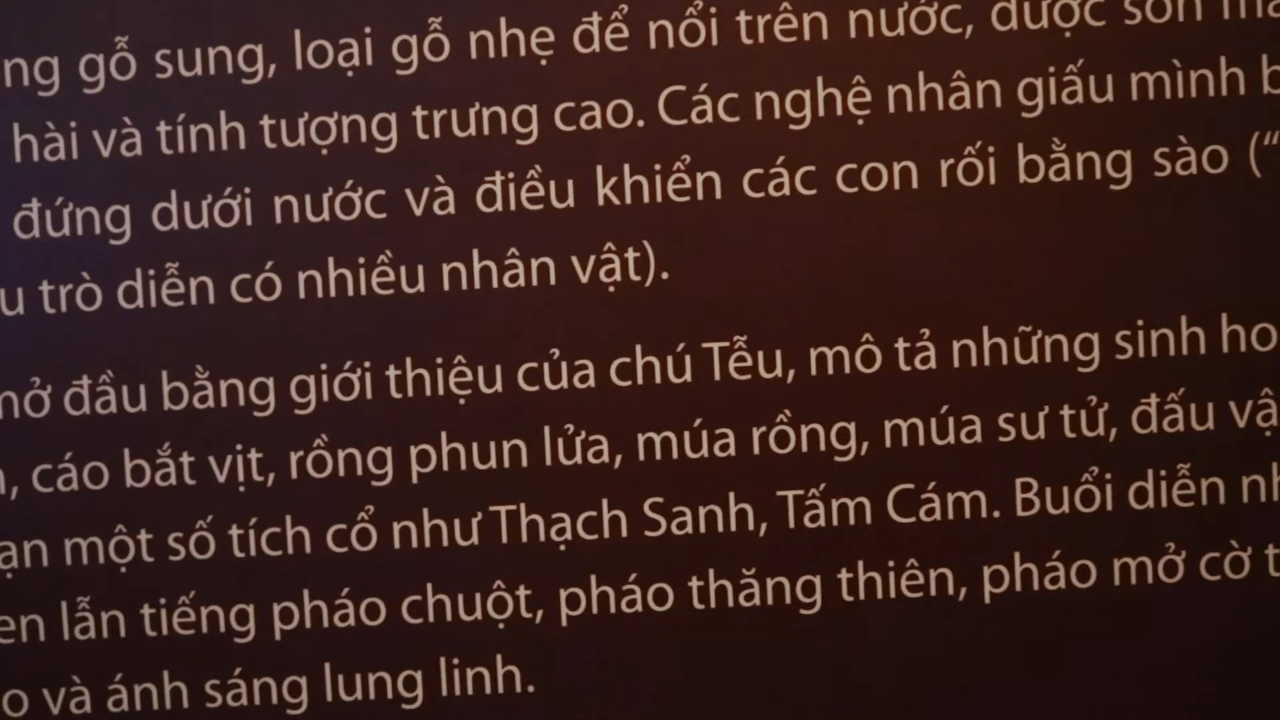 ng gỗ sung, loại gỗ nhẹ để nổi trên nước, được sơn
hài và tính tượng trưng cao. Các nghệ nhân giấu mình b
đứng dưới nước và điều khiển các con rối bằng sào (“
u trò diễn có nhiều nhân vật).
mở đầu bằng giới thiệu của chú Tễu, mô tả những sinh ho
, cáo bắt vịt, rồng phun lửa, múa rồng, múa sư tử, đấu vậ
ạn một số tích cổ như Thạch Sanh, Tấm Cám. Buổi diễn nh
en lẫn tiếng pháo chuột, pháo thăng thiên, pháo mở cờ t
o và ánh sáng lung linh.